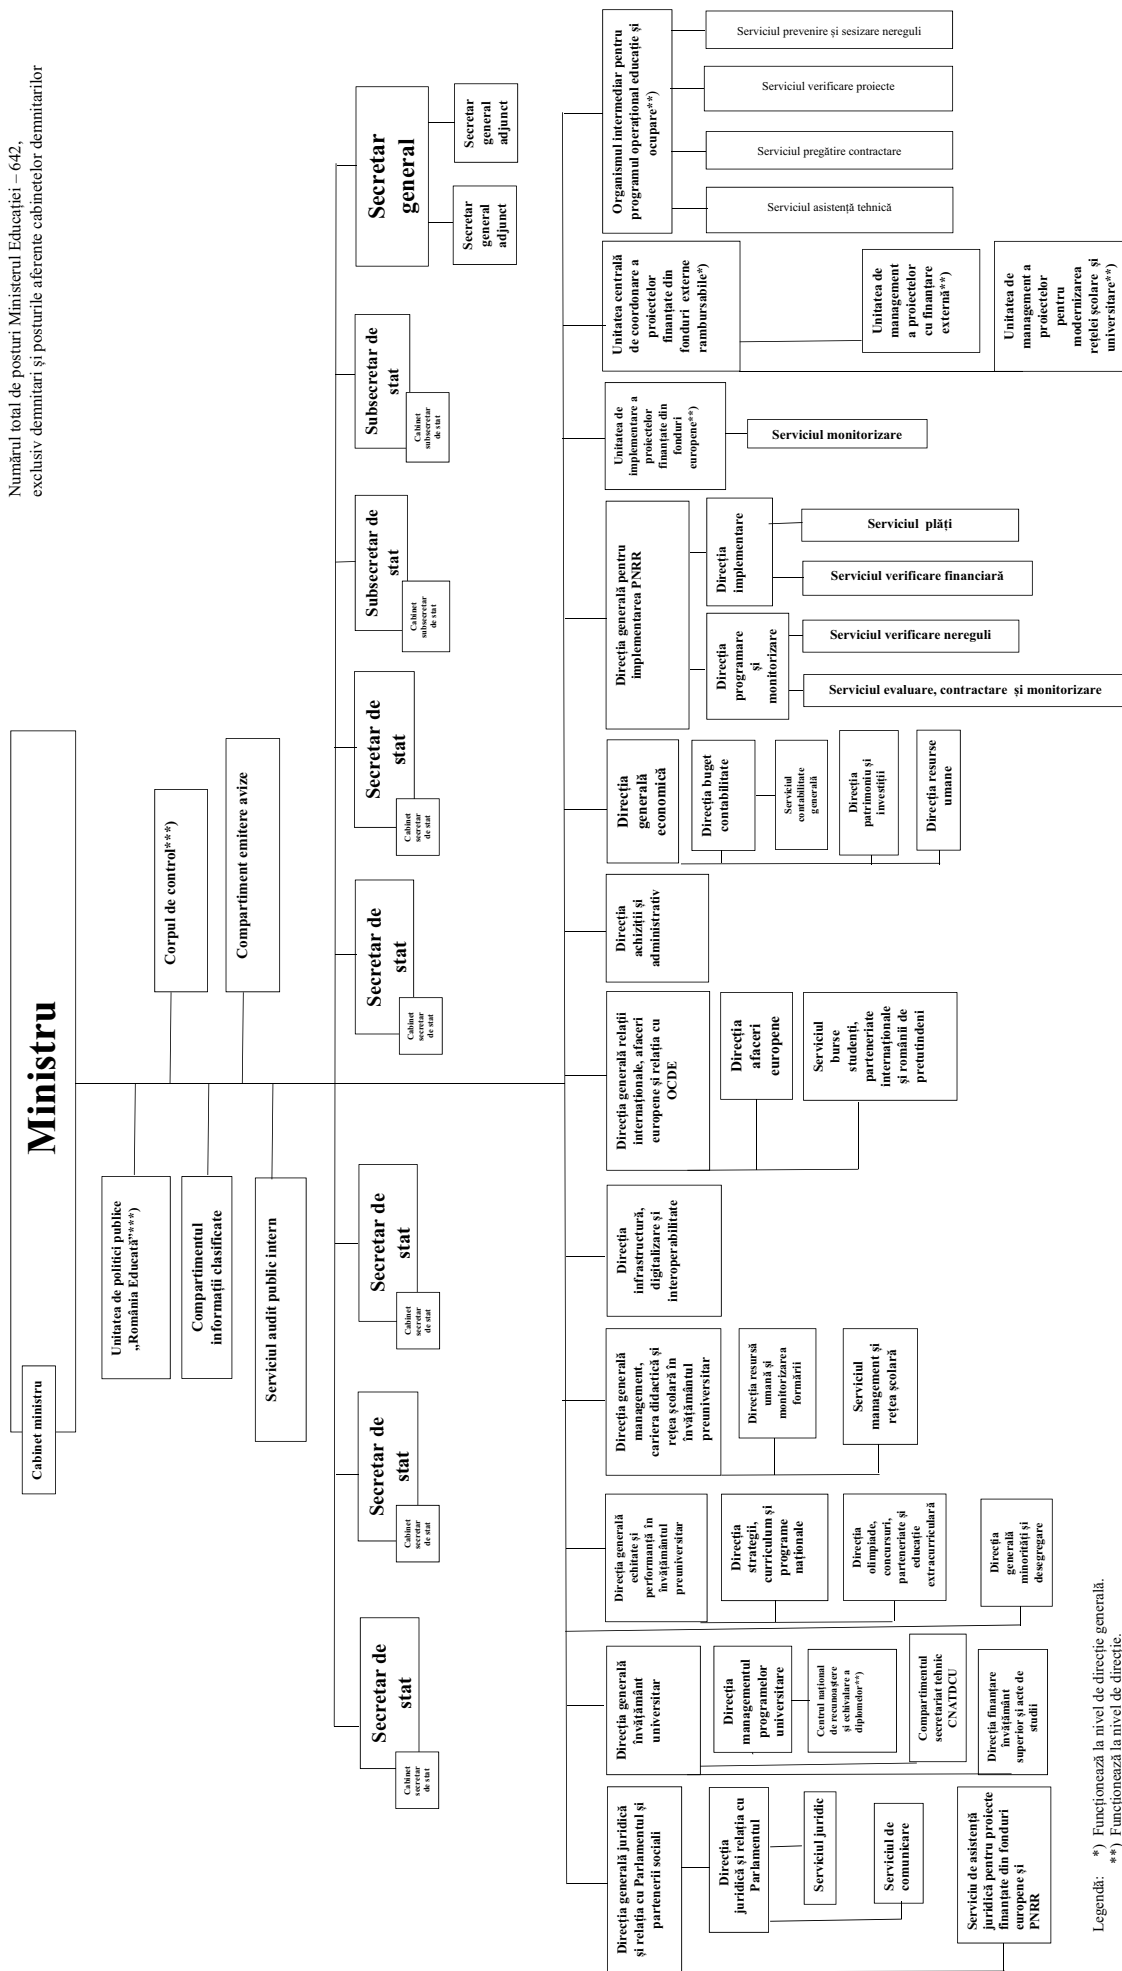 Numărul total de posturi Ministerul Educației – 642,
exclusiv demnitari și posturile aferente cabinetelor demnitarilor
Ministru
Cabinet ministru
Unitatea de politici publice
„România Educată”***)
Corpul de control***)
Compartimentul
informații clasificate
Compartiment emitere avize
Serviciul audit public intern
Secretar de
stat
Cabinet
secretar
de stat
Secretar de
stat
Cabinet
secretar
de stat
Secretar de
stat
Cabinet
secretar
de stat
Secretar de
stat
Cabinet
secretar
de stat
Secretar de
stat
Cabinet
secretar
de stat
Subsecretar de
stat
Cabinet
subsecretar
de stat
Subsecretar de
stat
Cabinet
subsecretar
de stat
Secretar
general
Secretar
general
adjunct
Secretar
general
adjunct
Direcția generală juridică
și relația cu Parlamentul și
partenerii sociali
Direcția
juridică și relația cu
Parlamentul
Serviciul juridic
Serviciul de
comunicare
Serviciu de asistență
juridică pentru proiecte
finanțate din fonduri
europene și
PNRR
Direcția generală
învățământ
universitar
Direcția
managementul
programelor
universitare
Centrul național
de recunoaștere
și echivalare a
diplomelor**)
Compartimentul
secretariat tehnic
CNATDCU
Direcția finanțare
învățământ
superior și acte de
studii
Direcția generală
echitate și
performanță în
învățământul
preuniversitar
Direcția
strategii,
curriculum și
programe
naționale
Direcția
olimpiade,
concursuri,
parteneriate și
educație
extracurriculară
Direcția
generală
minorități și
desegregare
Direcția generală
management,
cariera didactică și
rețea școlară în
învățământul
preuniversitar
Direcția resursă
umană și
monitorizarea
formării
Serviciul
management și
rețea școlară
Direcția
infrastructură,
digitalizare și
interoperabilitate
Direcția generală relații
internaționale, afaceri
europene și relația cu
OCDE
Direcția
afaceri
europene
Serviciul
burse
studenți,
parteneriate
internaționale
și românii de
pretutindeni
Direcția
achiziții și
administrativ
Direcția
generală
economică
Direcția buget
contabilitate
Serviciul
contabilitate
generală
Direcția
patrimoniu și
investiții
Direcția resurse
umane
Direcția generală pentru
implementarea PNRR
Direcția
programare
și
monitorizare
Direcția
implementare
Serviciul evaluare, contractare și monitorizare
Serviciul verificare nereguli
Serviciul verificare financiară
Serviciul plăți
Unitatea de
implementare a
proiectelor
finanțate din
fonduri
europene**)
Serviciul monitorizare
Unitatea centrală
de coordonare a
proiectelor
finanțate din
fonduri externe
rambursabile*)
Unitatea de
management
a proiectelor
cu finanțare
externă**)
Unitatea de
management a
proiectelor
pentru
modernizarea
rețelei școlare și
universitare**)
Organismul intermediar pentru
programul operațional educație și
ocupare**)
Serviciul asistență tehnică
Serviciul pregătire contractare
Serviciul verificare proiecte
Serviciul prevenire și sesizare nereguli
Legendă: *) Funcționează la nivel de direcție generală.
**) Funcționează la nivel de direcție.